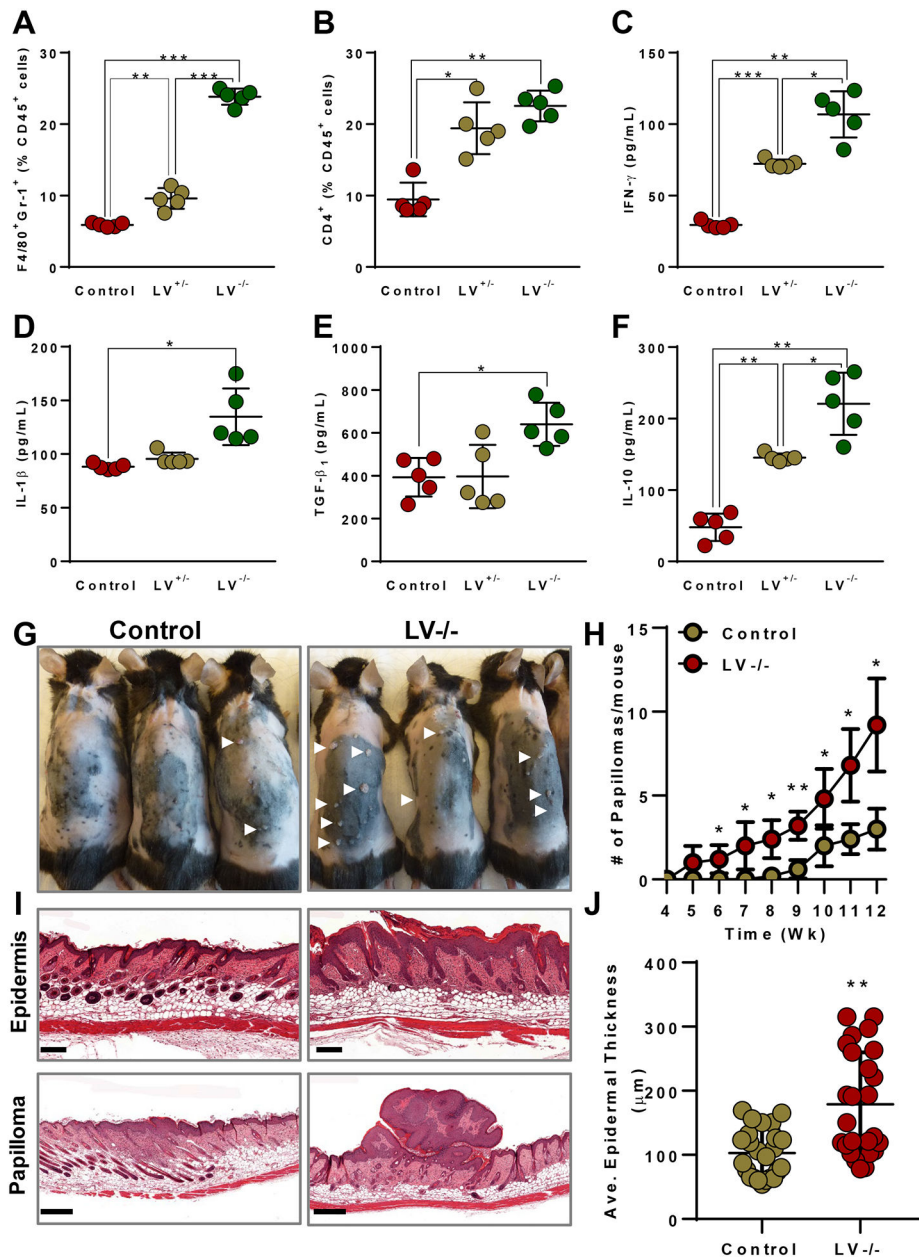 A
F4/80⁺Gr-1⁺ (% CD45⁺ cells)
30
20
10
0
***
**
***
Control
LV⁺/⁻
LV⁻/⁻
B
CD4⁺ (% CD45⁺ cells)
30
20
10
0
**
*
Control
LV⁺/⁻
LV⁻/⁻
C
IFN-γ (pg/mL)
150
100
50
0
**
***
*
Control
LV⁺/⁻
LV⁻/⁻
D
IL-1β (pg/mL)
200
150
100
50
0
*
Control
LV⁺/⁻
LV⁻/⁻
E
TGF-β₁ (pg/mL)
1000
800
600
400
200
0
*
Control
LV⁺/⁻
LV⁻/⁻
F
IL-10 (pg/mL)
300
200
100
0
**
**
*
Control
LV⁺/⁻
LV⁻/⁻
G
Control
LV-/-
H
# of Papillomas/mouse
15
10
5
0
Control
LV-/-
*
*
*
**
*
*
*
4 5 6 7 8 9 10 11 12
Time (Wk)
I
Epidermis
Papilloma
J
Ave. Epidermal Thickness
(μm)
400
300
200
100
0
**
Control
LV-/-